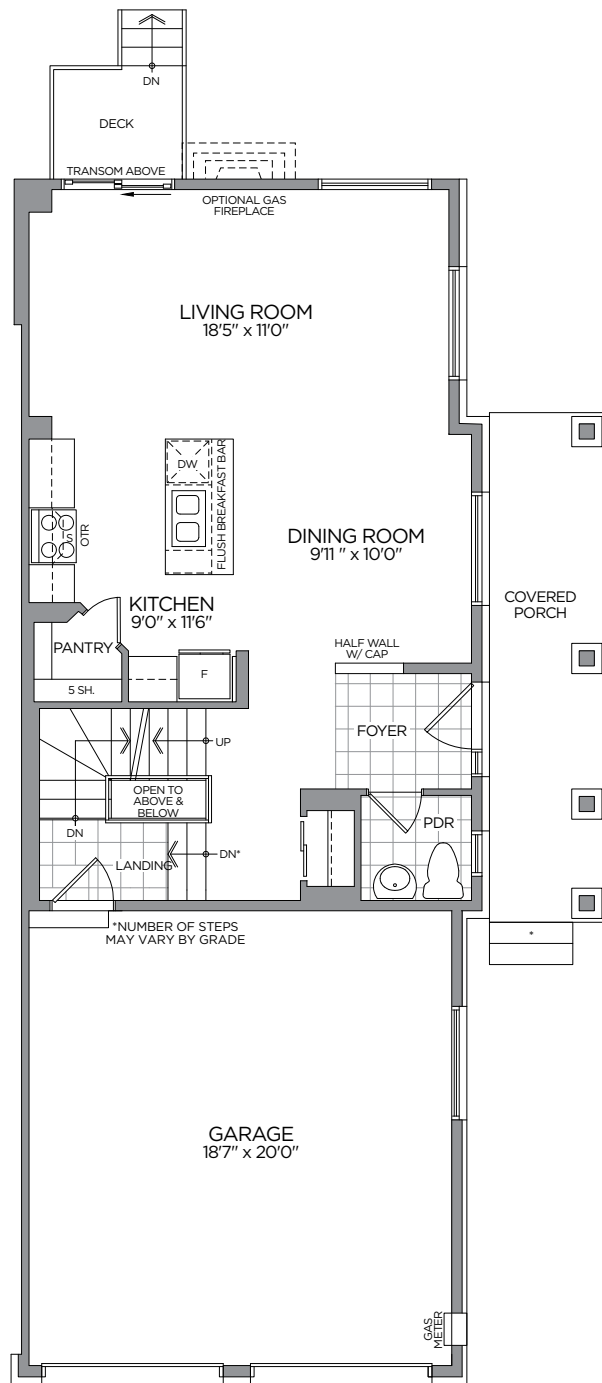 DN
DECK
TRANSOM ABOVE
OPTIONAL GAS
FIREPLACE
LIVING ROOM
18'5" x 11'0"
DW
FLUSH BREAKFAST BAR
S
OTR
DINING ROOM
9'11 " x 10'0"
KITCHEN
9'0" x 11'6"
COVERED
PORCH
PANTRY
HALF WALL
W/ CAP
F
5 SH.
FOYER
UP
OPEN TO
ABOVE &
BELOW
DN
PDR
LANDING
DN*
*NUMBER OF STEPS
MAY VARY BY GRADE
*
GARAGE
18'7" x 20'0"
GAS
METER